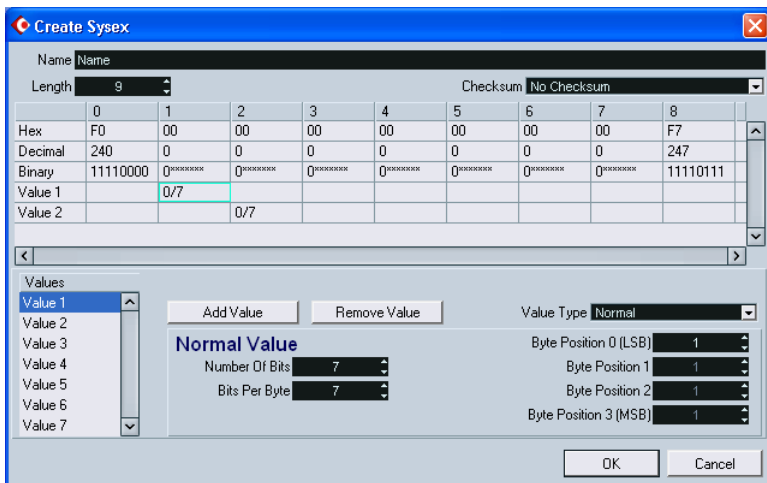 Create Sysex
Name Name
Length 9 Checksum No Checksum
0 1 2 3 4 5 6 7 8
Hex F0 00 00 00 00 00 00 00 F7
Decimal 240 0 0 0 0 0 0 0 247
Binary 11110000 0******* 0******* 0******* 0******* 0******* 0******* 0******* 11110111
Value 1 0/7
Value 2 0/7
Values
Value 1
Value 2
Value 3
Value 4
Value 5
Value 6
Value 7
Add Value Remove Value Value Type Normal
Normal Value
Number Of Bits 7
Bits Per Byte 7
Byte Position 0 (LSB) 1
Byte Position 1 1
Byte Position 2 1
Byte Position 3 (MSB) 1
OK Cancel